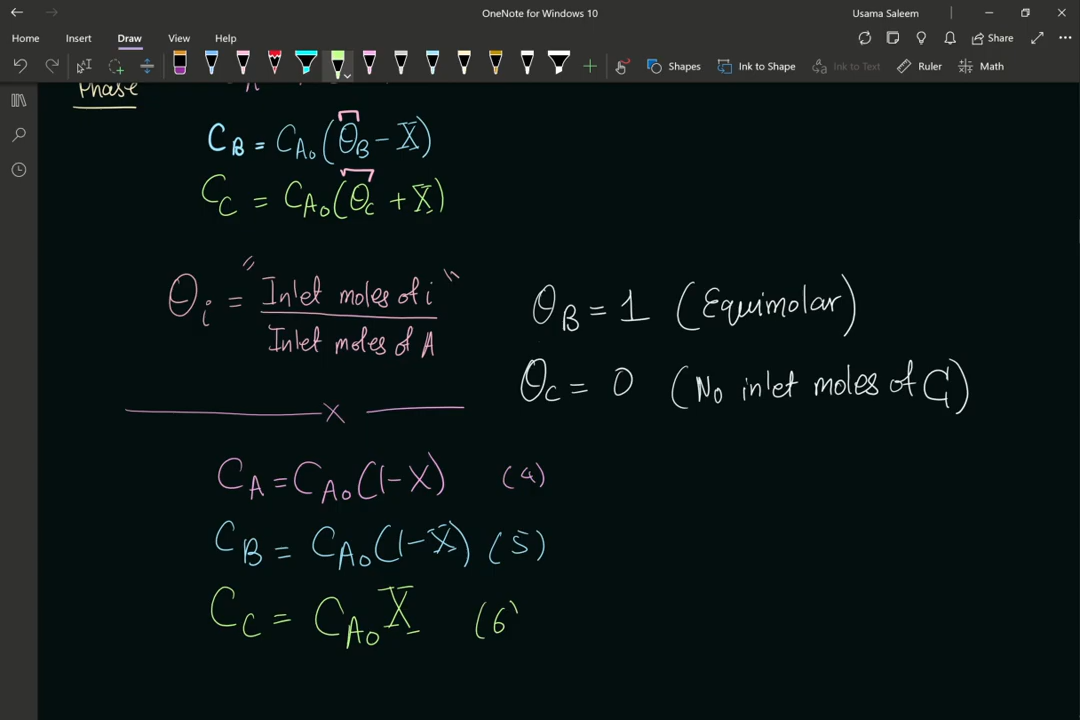 OneNote for Windows 10
Usama Saleem
Home Insert Draw View Help
Share
Shapes Ink to Shape Ink to Text Ruler Math
Phase
C_B = C_A0 (θ_B − X)
C_C = C_A0 (θ_C + X)
θ_i = "Inlet moles of i"
Inlet moles of A
θ_B = 1 (Equimolar)
θ_C = 0 (No inlet moles of C)
X
C_A = C_A0 (1 − X) (4)
C_B = C_A0 (1 − X) (5)
C_C = C_A0 X (6)